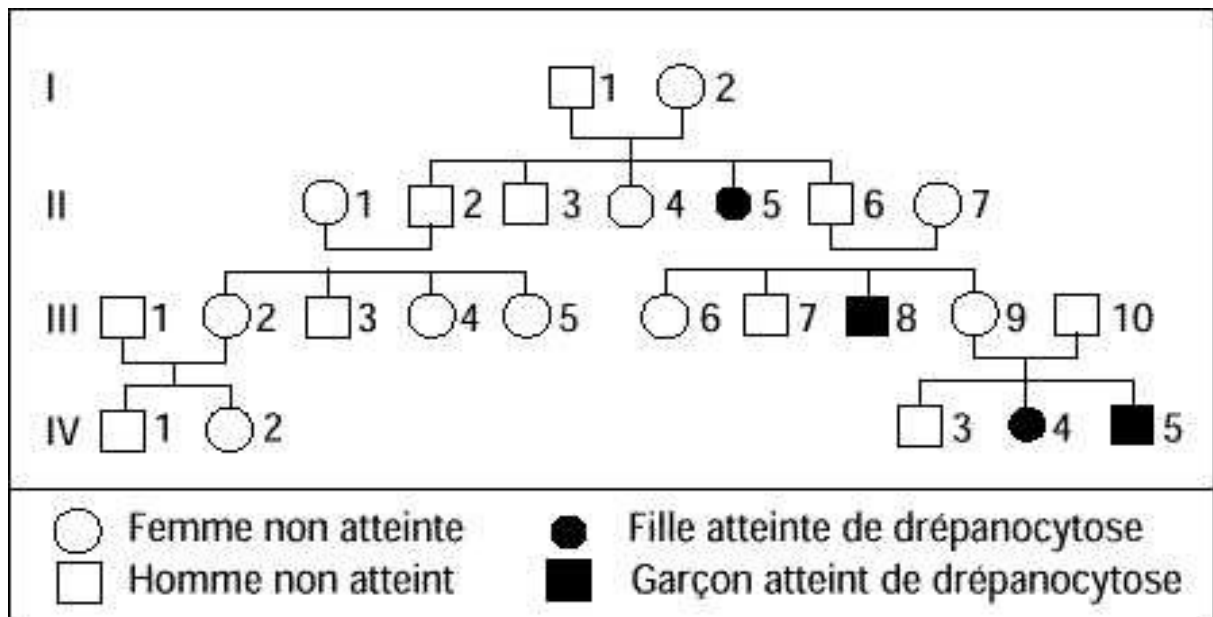 I 1 2
II 1 2 3 4 5 6 7
III 1 2 3 4 5 6 7 8 9 10
IV 1 2 3 4 5
Femme non atteinte Fille atteinte de drépanocytose
Homme non atteint Garçon atteint de drépanocytose